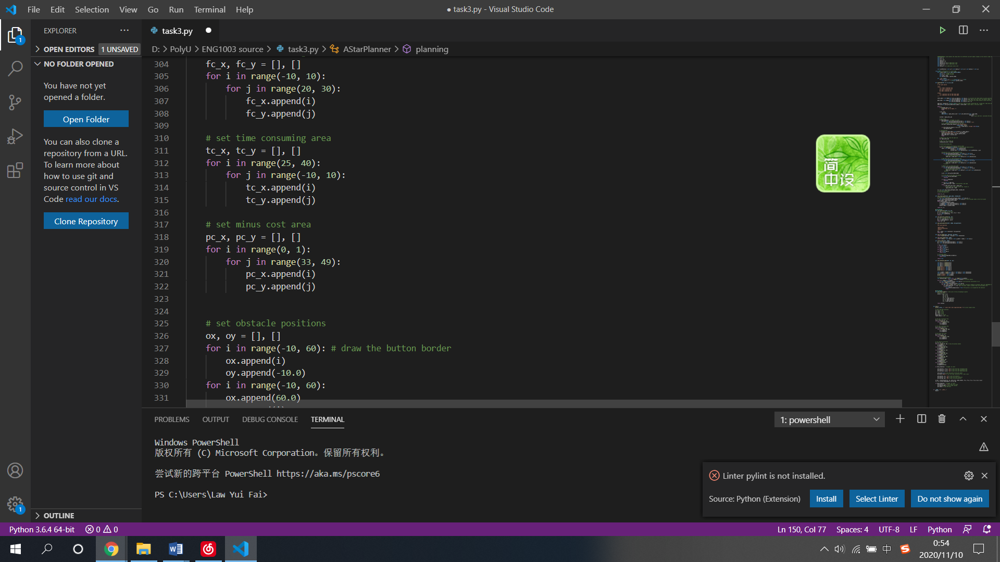 File Edit Selection View Go Run Terminal Help
● task3.py - Visual Studio Code
EXPLORER
OPEN EDITORS 1 UNSAVED
NO FOLDER OPENED
You have not yet
opened a folder.
Open Folder
You can also clone a
repository from a URL.
To learn more about
how to use git and
source control in VS
Code read our docs.
Clone Repository
OUTLINE
1
1
task3.py
D: > PolyU > ENG1003 source > task3.py > AStarPlanner > planning
304 fc_x, fc_y = [], []
305 for i in range(-10, 10):
306 for j in range(20, 30):
307 fc_x.append(i)
308 fc_y.append(j)
309
310 # set time consuming area
311 tc_x, tc_y = [], []
312 for i in range(25, 40):
313 for j in range(-10, 10):
314 tc_x.append(i)
315 tc_y.append(j)
316
317 # set minus cost area
318 pc_x, pc_y = [], []
319 for i in range(0, 1):
320 for j in range(33, 49):
321 pc_x.append(i)
322 pc_y.append(j)
323
324
325 # set obstacle positions
326 ox, oy = [], []
327 for i in range(-10, 60): # draw the button border
328 ox.append(i)
329 oy.append(-10.0)
330 for i in range(-10, 60):
331 ox.append(60.0)
简
中设
PROBLEMS OUTPUT DEBUG CONSOLE TERMINAL
1: powershell
Windows PowerShell
版权所有 (C) Microsoft Corporation。保留所有权利。
尝试新的跨平台 PowerShell https://aka.ms/pscore6
PS C:\Users\Law Yui Fai>
Linter pylint is not installed.
Source: Python (Extension) Install Select Linter Do not show again
Python 3.6.4 64-bit 0 0
Ln 150, Col 77 Spaces: 4 UTF-8 LF Python
中
0:54
2020/11/10